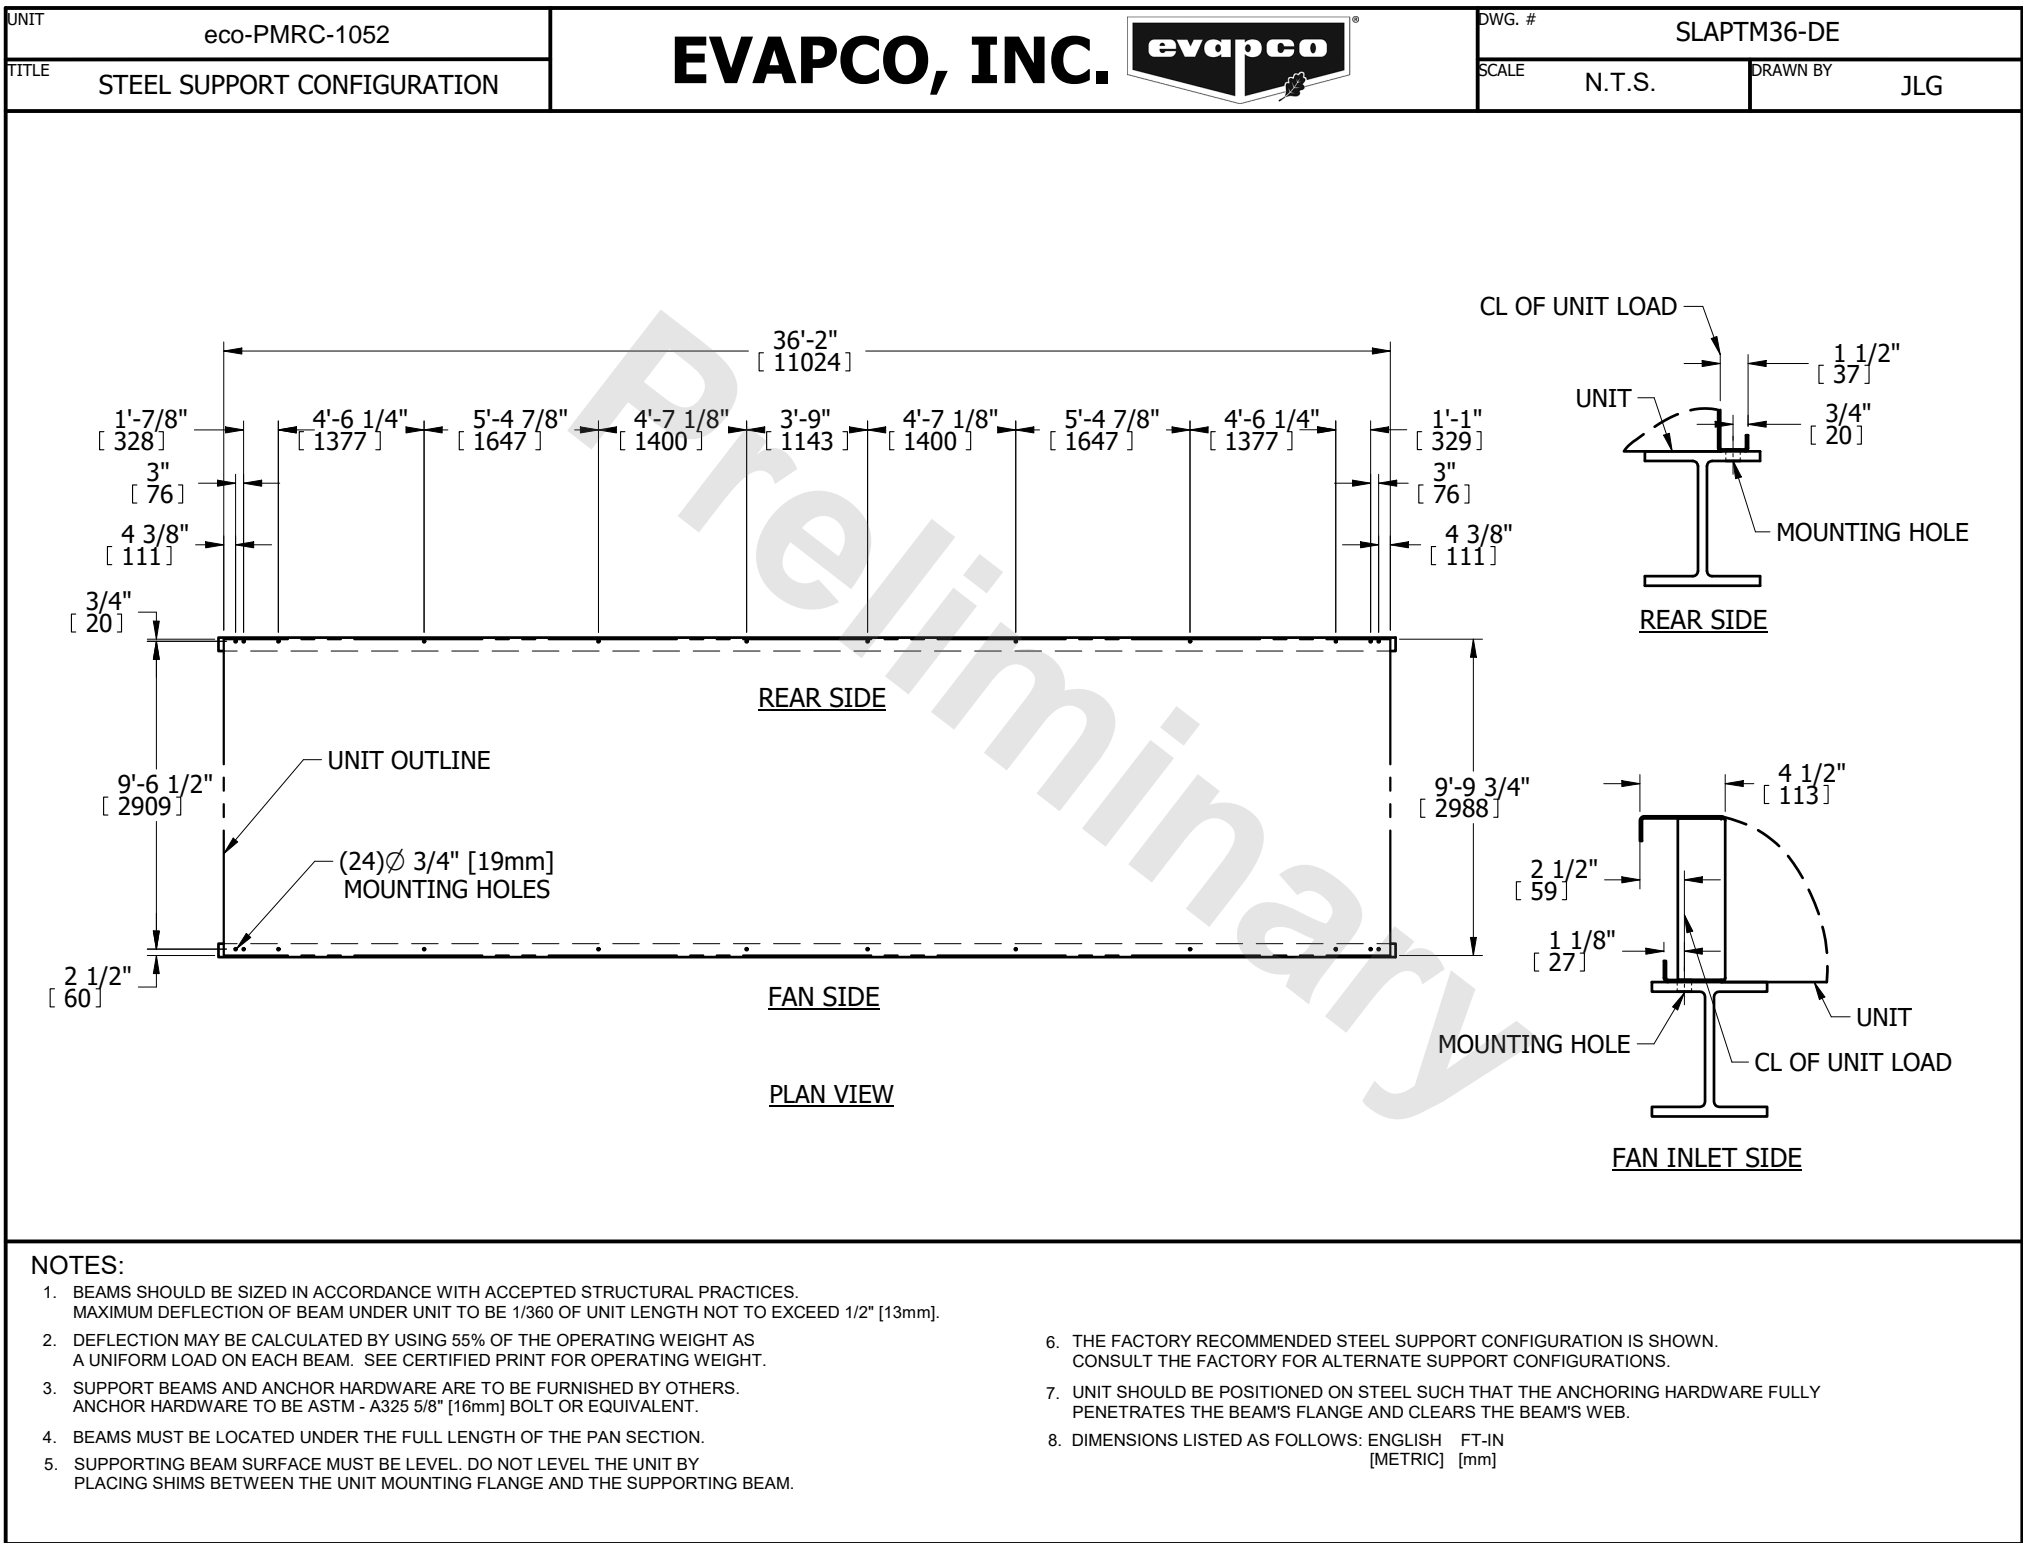 UNIT
eco-PMRC-1052
TITLE
STEEL SUPPORT CONFIGURATION
EVAPCO, INC.
evapco
®
DWG. #
SLAPTM36-DE
SCALE
N.T.S.
DRAWN BY
JLG
36'-2"
[ 11024 ]
1'-7/8"
[ 328 ]
4'-6 1/4"
[ 1377 ]
5'-4 7/8"
[ 1647 ]
4'-7 1/8"
[ 1400 ]
3'-9"
[ 1143 ]
4'-7 1/8"
[ 1400 ]
5'-4 7/8"
[ 1647 ]
4'-6 1/4"
[ 1377 ]
1'-1"
[ 329 ]
3"
[ 76 ]
3"
[ 76 ]
4 3/8"
[ 111 ]
4 3/8"
[ 111 ]
3/4"
[ 20 ]
REAR SIDE
UNIT OUTLINE
9'-6 1/2"
[ 2909 ]
9'-9 3/4"
[ 2988 ]
(24)∅ 3/4" [19mm]
MOUNTING HOLES
2 1/2"
[ 60 ]
FAN SIDE
PLAN VIEW
Preliminary
CL OF UNIT LOAD
1 1/2"
[ 37 ]
UNIT
3/4"
[ 20 ]
MOUNTING HOLE
REAR SIDE
4 1/2"
[ 113 ]
2 1/2"
[ 59 ]
1 1/8"
[ 27 ]
UNIT
MOUNTING HOLE
CL OF UNIT LOAD
FAN INLET SIDE
NOTES:
1. BEAMS SHOULD BE SIZED IN ACCORDANCE WITH ACCEPTED STRUCTURAL PRACTICES.
MAXIMUM DEFLECTION OF BEAM UNDER UNIT TO BE 1/360 OF UNIT LENGTH NOT TO EXCEED 1/2" [13mm].
2. DEFLECTION MAY BE CALCULATED BY USING 55% OF THE OPERATING WEIGHT AS
A UNIFORM LOAD ON EACH BEAM. SEE CERTIFIED PRINT FOR OPERATING WEIGHT.
3. SUPPORT BEAMS AND ANCHOR HARDWARE ARE TO BE FURNISHED BY OTHERS.
ANCHOR HARDWARE TO BE ASTM - A325 5/8" [16mm] BOLT OR EQUIVALENT.
4. BEAMS MUST BE LOCATED UNDER THE FULL LENGTH OF THE PAN SECTION.
5. SUPPORTING BEAM SURFACE MUST BE LEVEL. DO NOT LEVEL THE UNIT BY
PLACING SHIMS BETWEEN THE UNIT MOUNTING FLANGE AND THE SUPPORTING BEAM.
6. THE FACTORY RECOMMENDED STEEL SUPPORT CONFIGURATION IS SHOWN.
CONSULT THE FACTORY FOR ALTERNATE SUPPORT CONFIGURATIONS.
7. UNIT SHOULD BE POSITIONED ON STEEL SUCH THAT THE ANCHORING HARDWARE FULLY
PENETRATES THE BEAM'S FLANGE AND CLEARS THE BEAM'S WEB.
8. DIMENSIONS LISTED AS FOLLOWS: ENGLISH FT-IN
[METRIC] [mm]